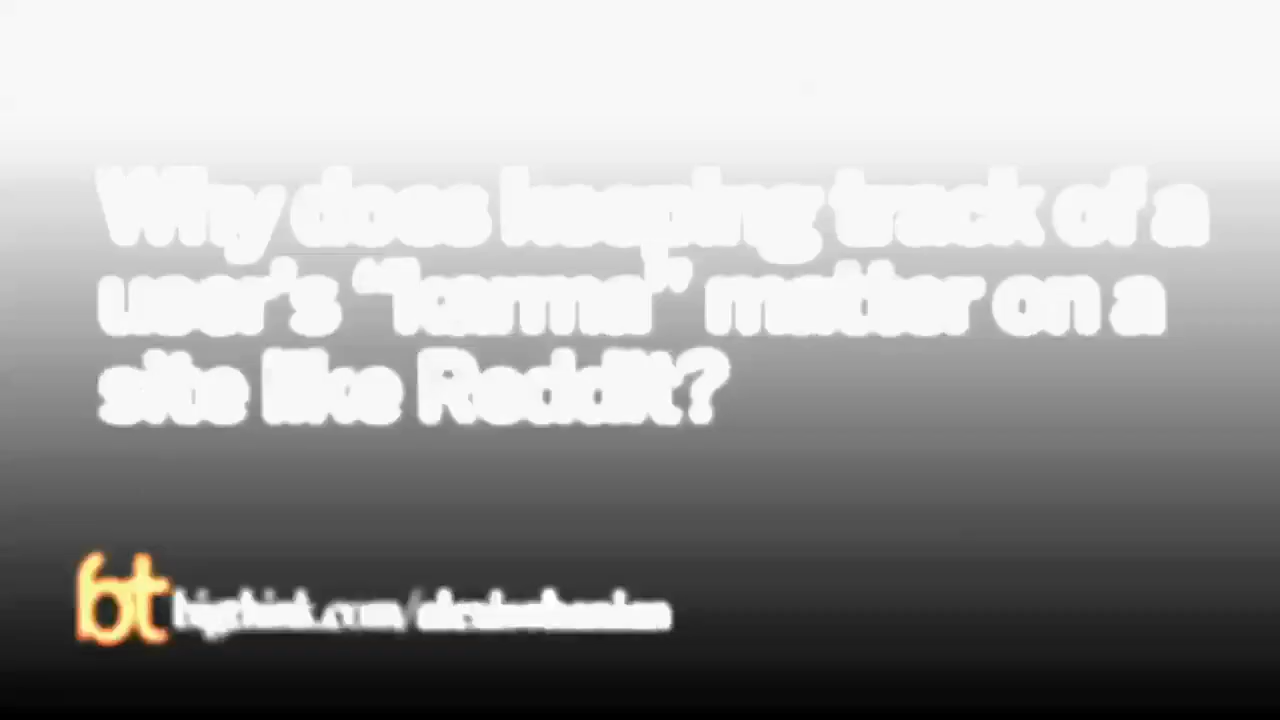 Why does keeping track of a
user's “karma” matter on a
site like Reddit?
bt